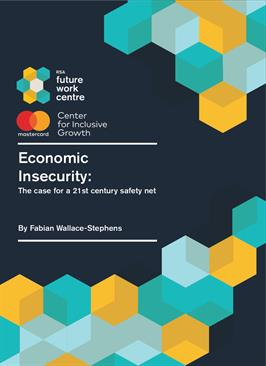 RSA
future
work
centre
mastercard
Center
for Inclusive
Growth
Economic
Insecurity:
The case for a 21st century safety net
By Fabian Wallace-Stephens